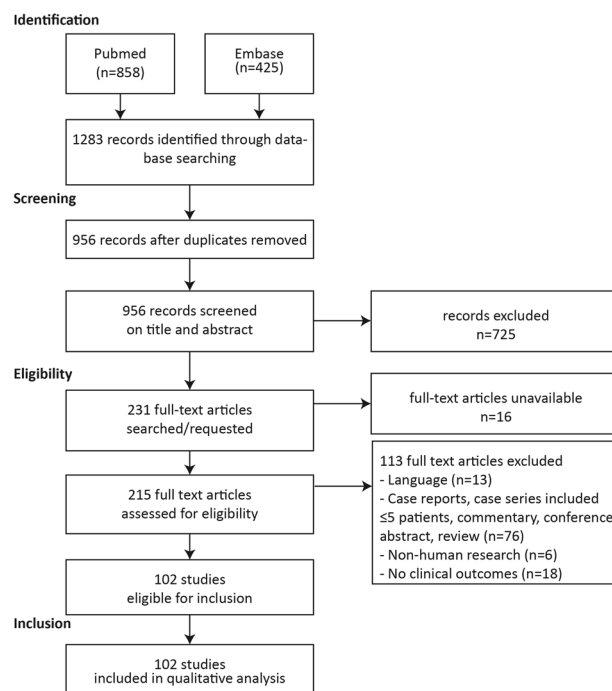 Identification
Pubmed
(n=858)
Embase
(n=425)
1283 records identified through data-
base searching
Screening
956 records after duplicates removed
956 records screened
on title and abstract
records excluded
n=725
Eligibility
231 full-text articles
searched/requested
full-text articles unavailable
n=16
215 full text articles
assessed for eligibility
113 full text articles excluded
- Language (n=13)
- Case reports, case series included
≤5 patients, commentary, conference
abstract, review (n=76)
- Non-human research (n=6)
- No clinical outcomes (n=18)
102 studies
eligible for inclusion
Inclusion
102 studies
included in qualitative analysis